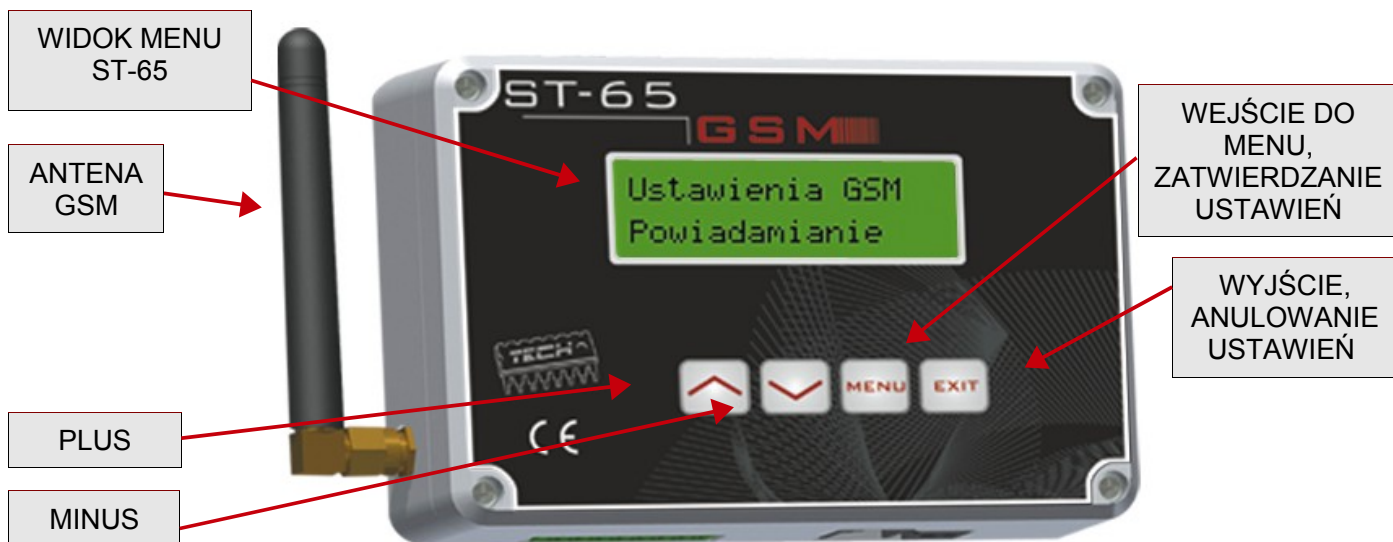 WIDOK MENU
ST-65
ANTENA
GSM
PLUS
MINUS
ST-65
GSM
Ustawienia GSM
Powiadamianie
TECH
CE
MENU
EXIT
WEJŚCIE DO
MENU,
ZATWIERDZANIE
USTAWIEŃ
WYJŚCIE,
ANULOWANIE
USTAWIEŃ